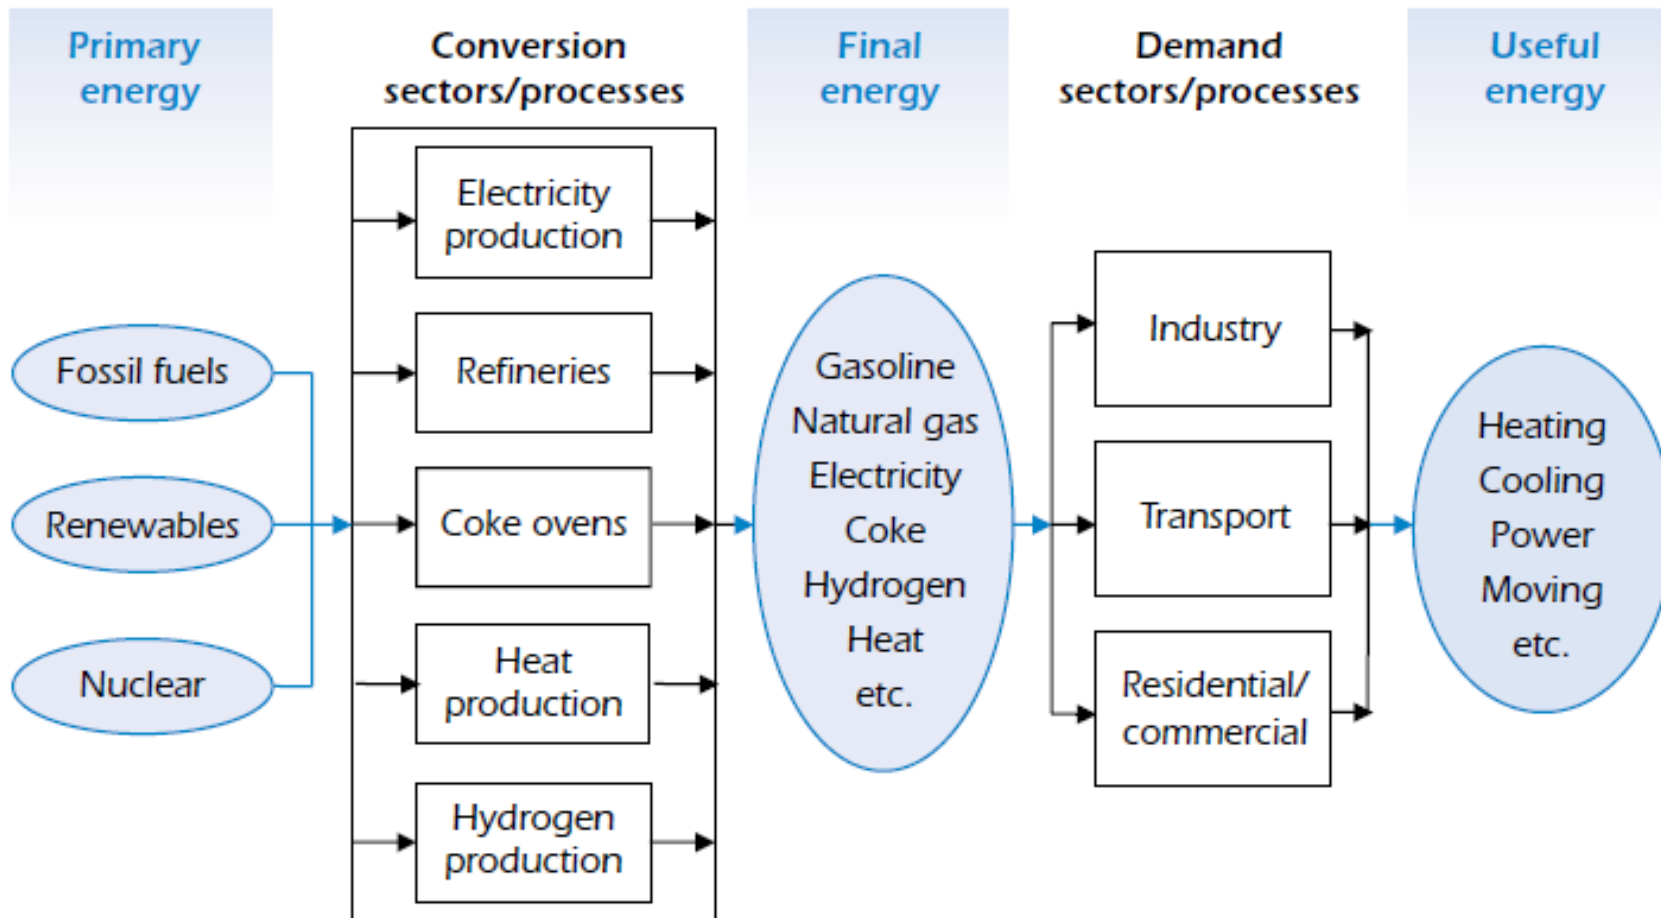 Primary
energy
Conversion
sectors/processes
Final
energy
Demand
sectors/processes
Useful
energy
Fossil fuels
Renewables
Nuclear
Electricity
production
Refineries
Coke ovens
Heat
production
Hydrogen
production
Gasoline
Natural gas
Electricity
Coke
Hydrogen
Heat
etc.
Industry
Transport
Residential/
commercial
Heating
Cooling
Power
Moving
etc.